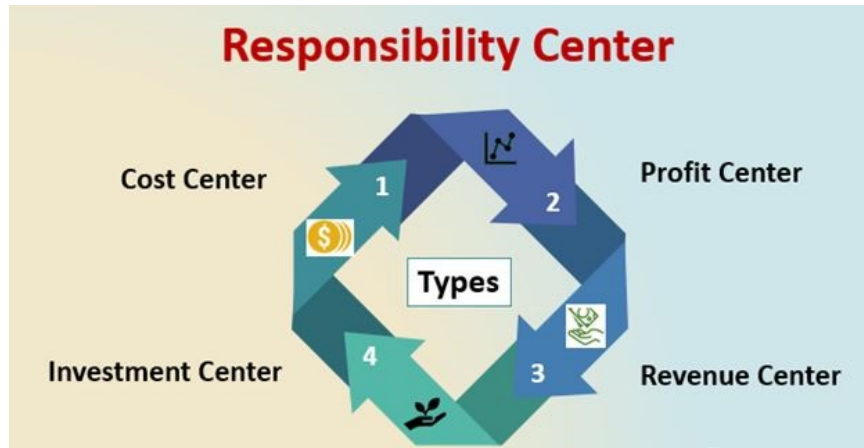 Responsibility Center
Cost Center
1
Profit Center
2
$
Types
Investment Center
4
3
Revenue Center